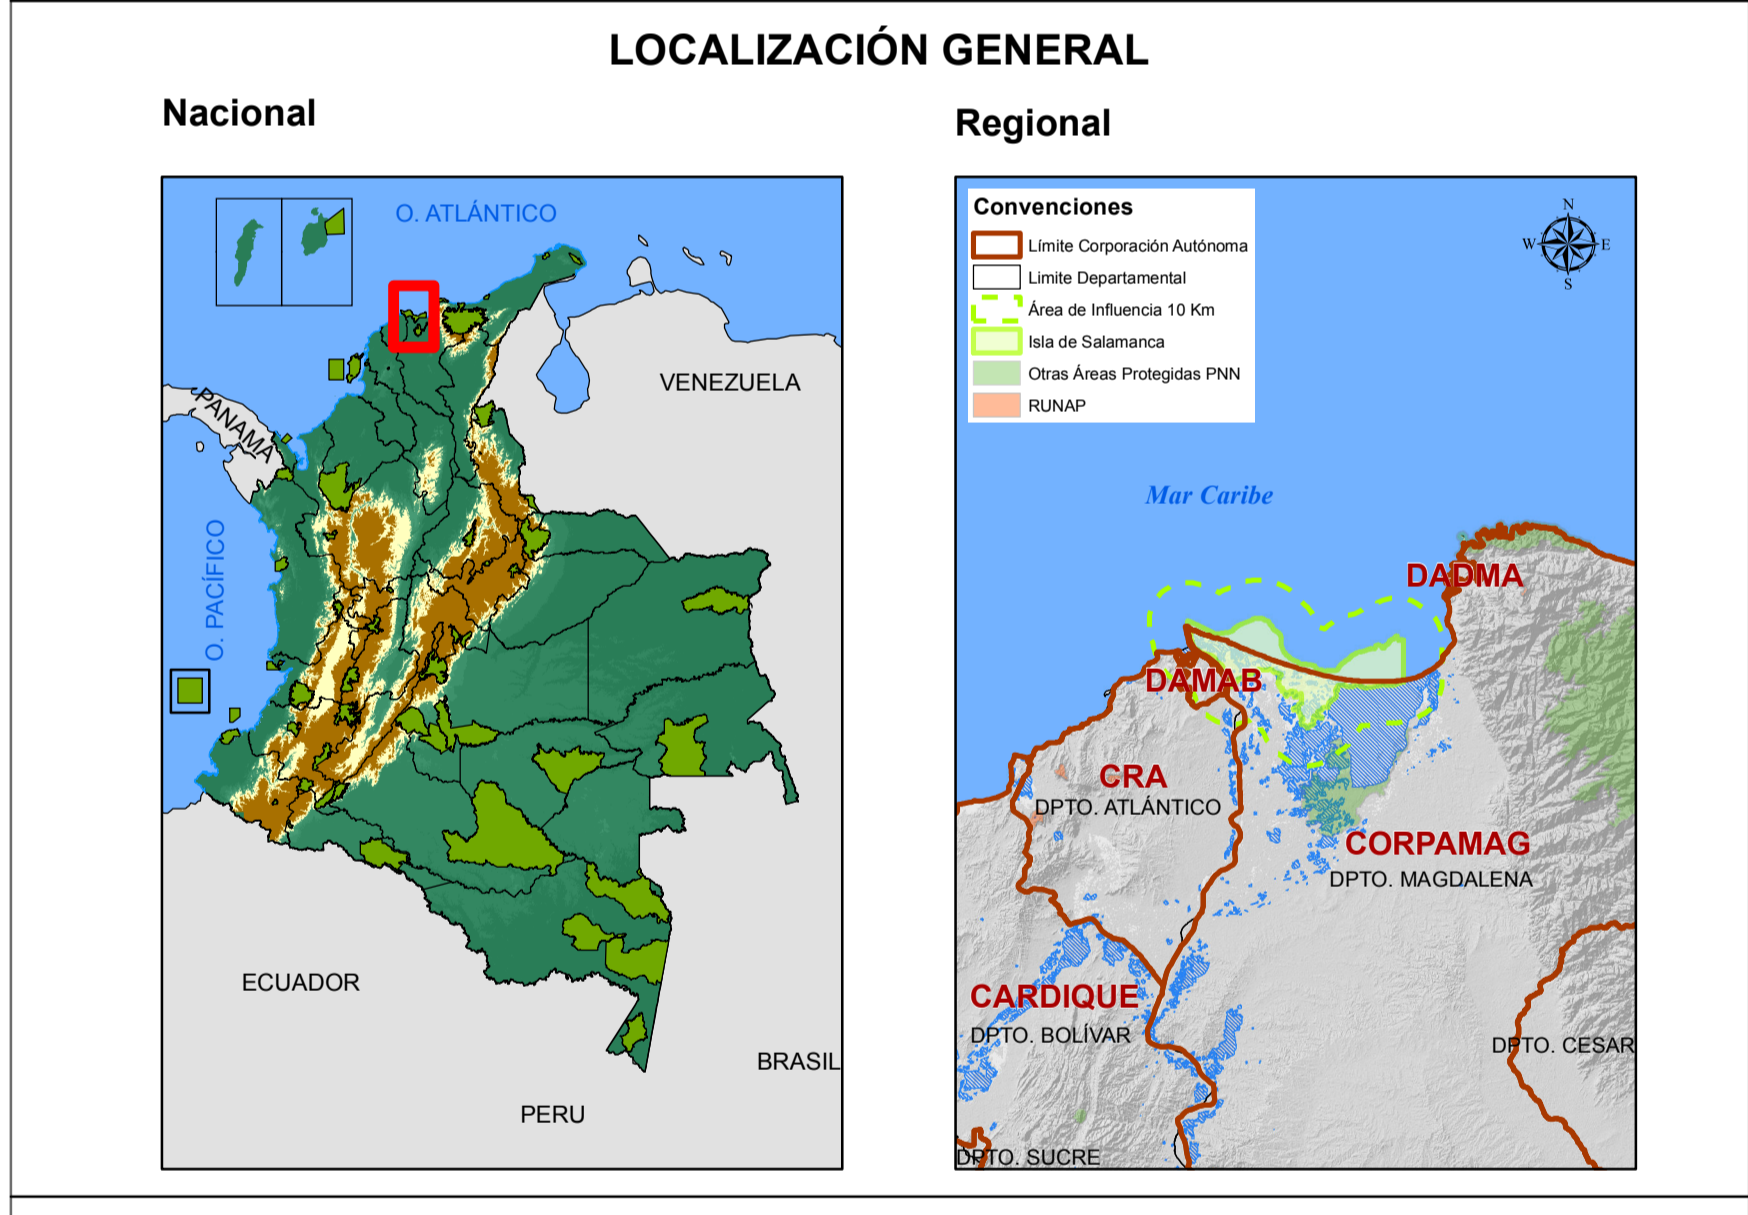 LOCALIZACIÓN GENERAL
Nacional
O. ATLÁNTICO
VENEZUELA
PANAMA
O. PACÍFICO
ECUADOR
BRASIL
PERU
Regional
Convenciones
Límite Corporación Autónoma
Limite Departamental
Área de Influencia 10 Km
Isla de Salamanca
Otras Áreas Protegidas PNN
RUNAP
N
W E
S
Mar Caribe
DADMA
DAMAB
CRA
DPTO. ATLÁNTICO
CORPAMAG
DPTO. MAGDALENA
CARDIQUE
DPTO. BOLÍVAR
DPTO. CESAR
DPTO. SUCRE